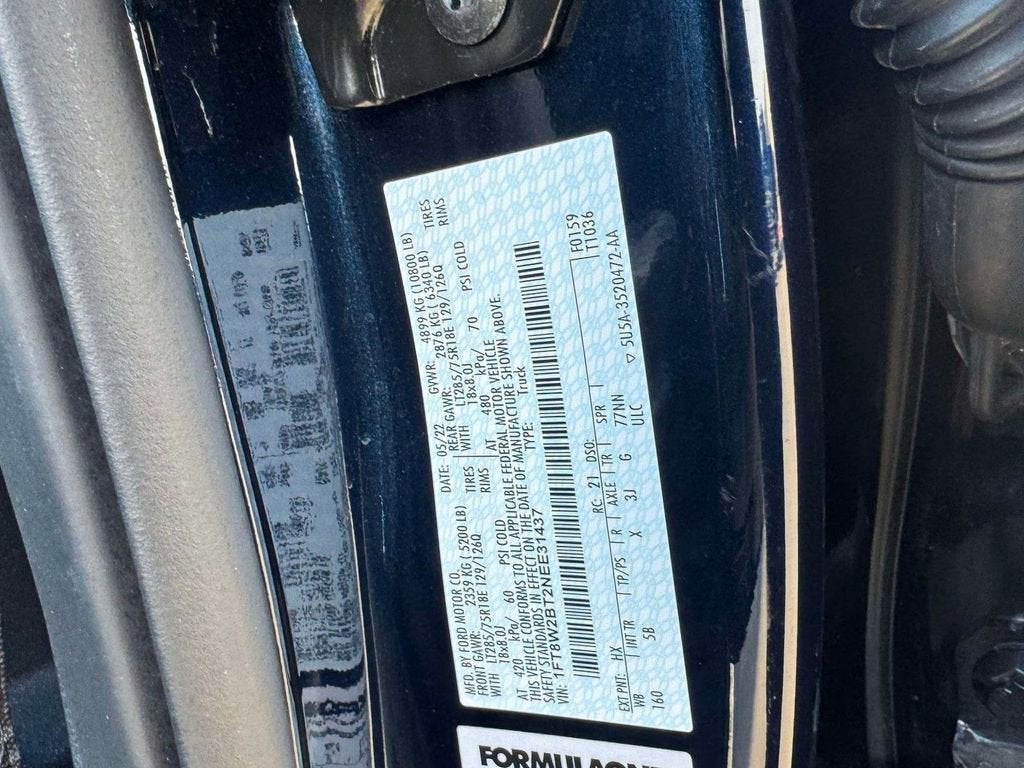 MFD. BY FORD MOTOR CO.
DATE: 05/22 GVWR: 4899 KG (10800 LB)
FRONT GAWR: 2359 KG (5200 LB) REAR GAWR: 2876 KG (6340 LB)
WITH LT285/75R18E 129/126Q TIRES WITH LT285/75R18E 129/126Q TIRES
18x8.0J RIMS 18x8.0J RIMS
AT 420 kPa/ 60 PSI COLD AT 480 kPa/ 70 PSI COLD
THIS VEHICLE CONFORMS TO ALL APPLICABLE FEDERAL MOTOR VEHICLE
SAFETY STANDARDS IN EFFECT ON THE DATE OF MANUFACTURE SHOWN ABOVE.
VIN: 1FT8W2BT2NEE31437 TYPE: Truck
F0159
T1036
EXT PNT: HX RC: 21 DSO:
WB INT TR TP/PS R AXLE TR SPR
160 5B X 3J G 77NN
ULC
▽ 5U5A-3520472-AA